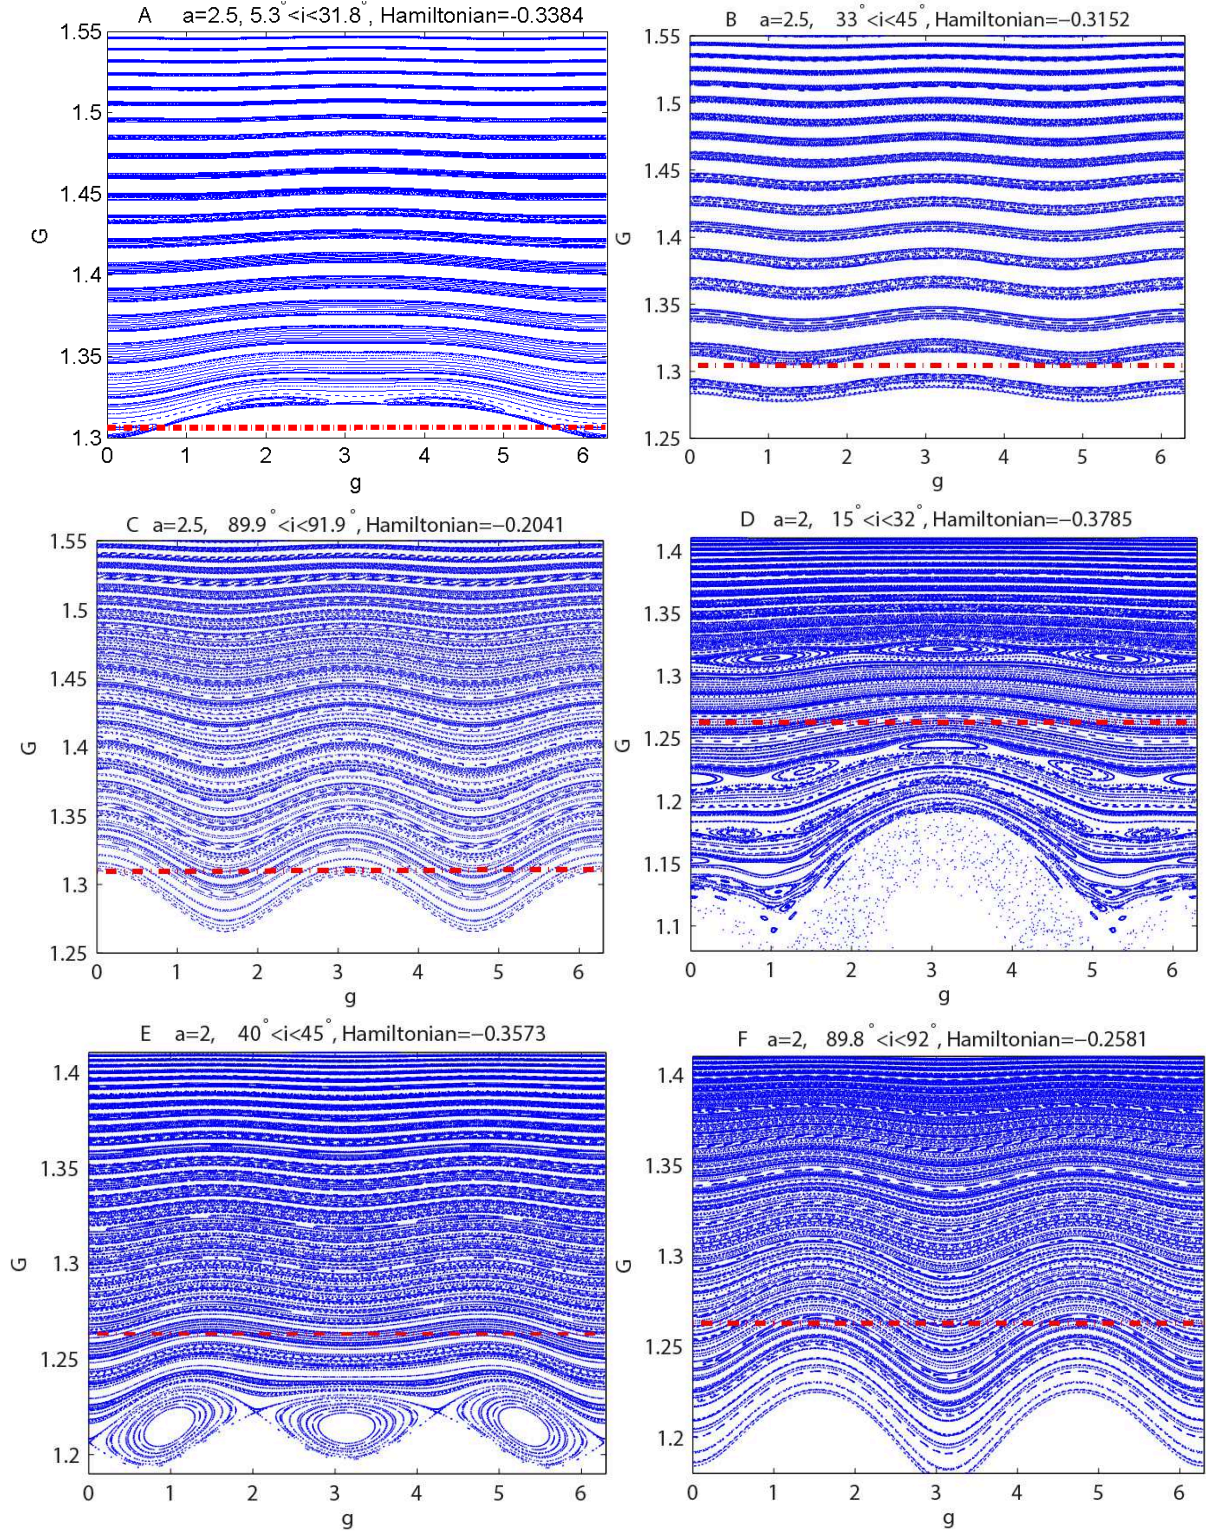 A a=2.5, 5.3°<i<31.8°, Hamiltonian=-0.3384
1.55
1.5
1.45
1.4
1.35
1.3
G
0 1 2 3 4 5 6
g
B a=2.5, 33°<i<45°, Hamiltonian=−0.3152
1.55
1.5
1.45
1.4
1.35
1.3
1.25
G
0 1 2 3 4 5 6
g
C a=2.5, 89.9°<i<91.9°, Hamiltonian=−0.2041
1.55
1.5
1.45
1.4
1.35
1.3
1.25
G
0 1 2 3 4 5 6
g
D a=2, 15°<i<32°, Hamiltonian=−0.3785
1.4
1.35
1.3
1.25
1.2
1.15
1.1
G
0 1 2 3 4 5 6
g
E a=2, 40°<i<45°, Hamiltonian=−0.3573
1.4
1.35
1.3
1.25
1.2
G
0 1 2 3 4 5 6
g
F a=2, 89.8°<i<92°, Hamiltonian=−0.2581
1.4
1.35
1.3
1.25
1.2
G
0 1 2 3 4 5 6
g